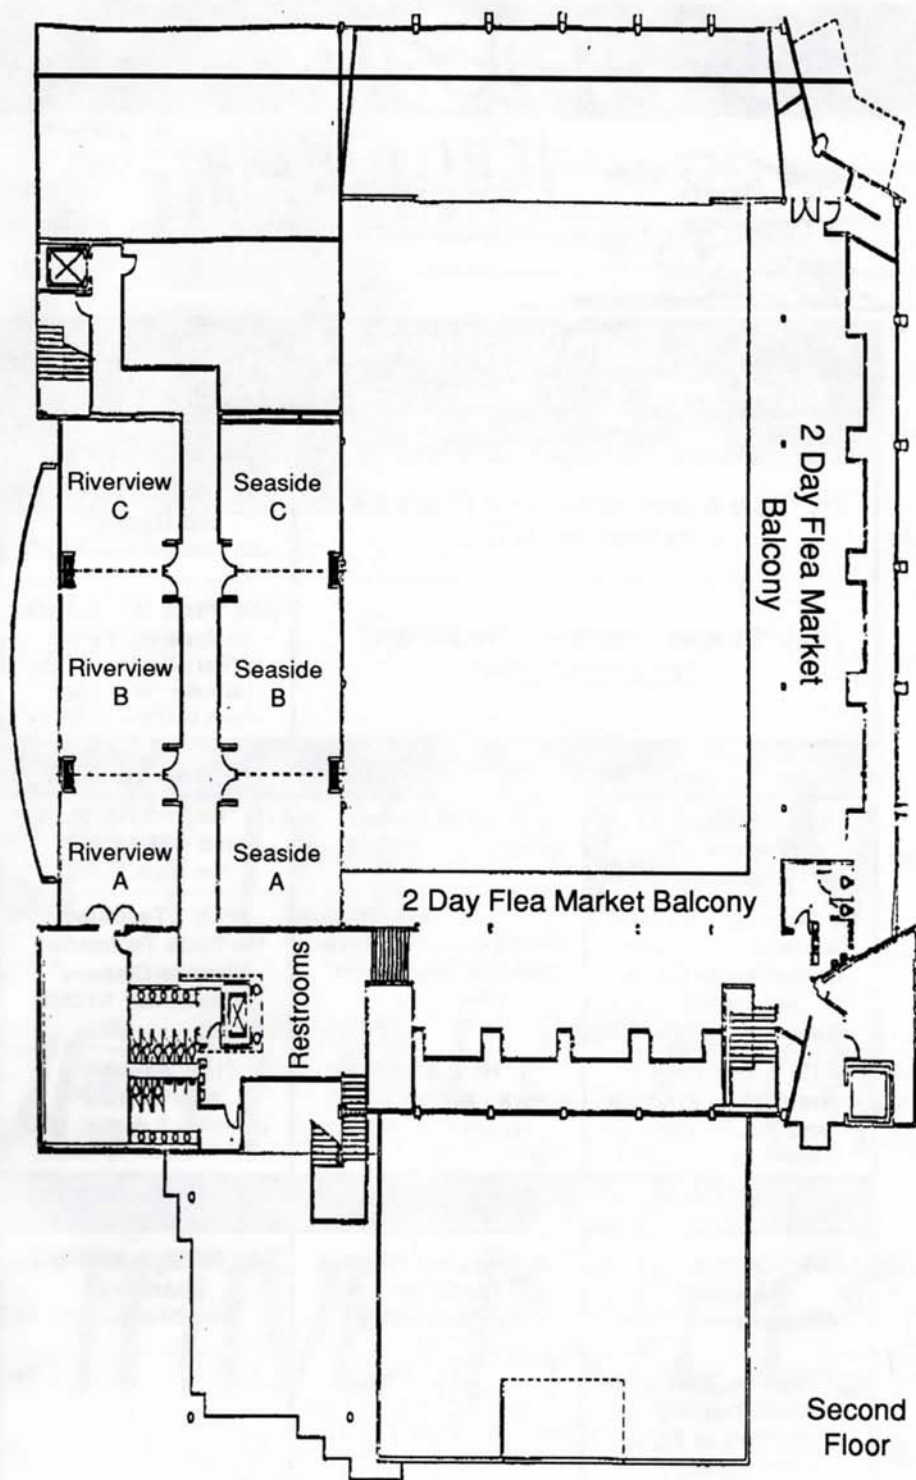 Riverview
C
Seaside
C
2 Day Flea Market
Balcony
Riverview
B
Seaside
B
Riverview
A
Seaside
A
2 Day Flea Market Balcony
Restrooms
Second
Floor